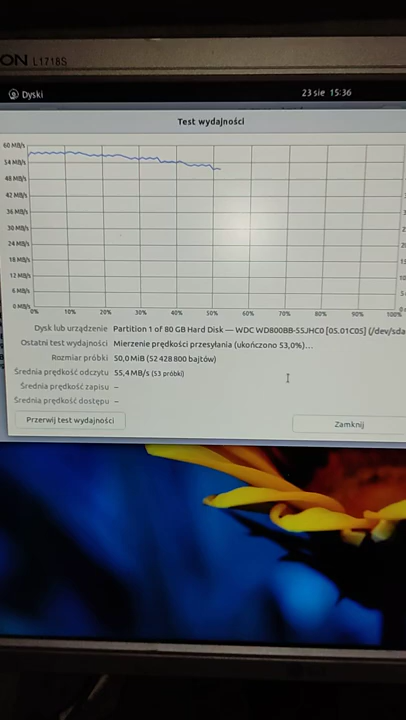 ON L1718S
Dyski 23 sie 15:36
Test wydajności
60 MB/s
54 MB/s
48 MB/s
42 MB/s
36 MB/s
30 MB/s
24 MB/s
18 MB/s
12 MB/s
6 MB/s
0 MB/s
0% 10% 20% 30% 40% 50% 60% 70% 80% 90% 100%
Dysk lub urządzenie Partition 1 of 80 GB Hard Disk — WDC WD800BB-55JHC0 [05.01C05] (/dev/sda
Ostatni test wydajności Mierzenie prędkości przesyłania (ukończono 53,0%)…
Rozmiar próbki 50,0 MiB (52 428 800 bajtów)
Średnia prędkość odczytu 55,4 MB/s (53 próbki)
Średnia prędkość zapisu –
Średnia prędkość dostępu –
Przerwij test wydajności Zamknij